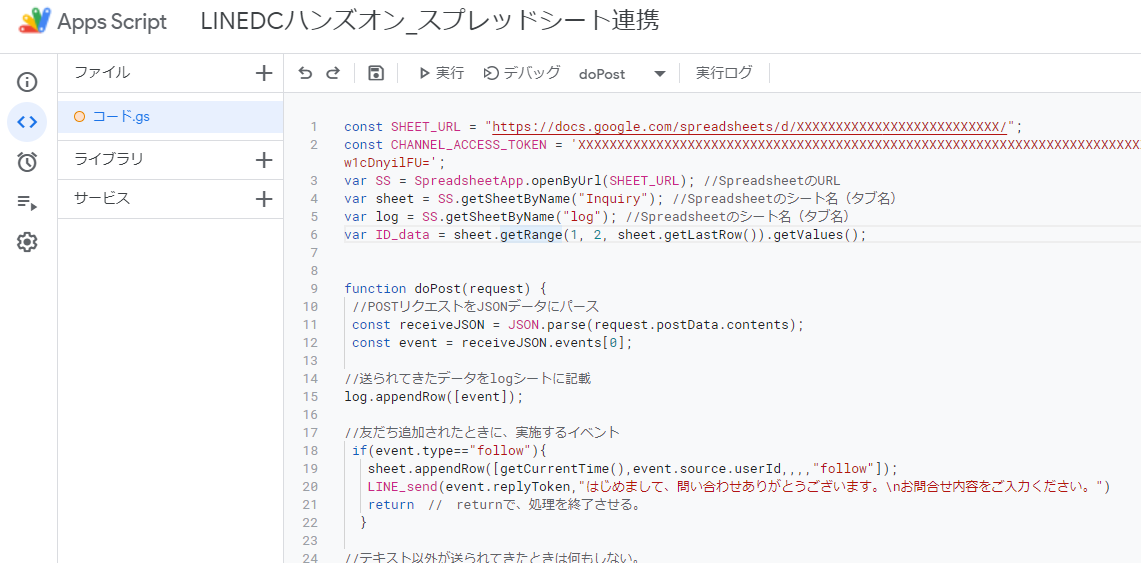 Apps Script LINEDCハンズオン_スプレッドシート連携
ファイル
コード.gs
ライブラリ
サービス
実行 デバッグ doPost 実行ログ
1 const SHEET_URL = "https://docs.google.com/spreadsheets/d/XXXXXXXXXXXXXXXXXXXXXXXXXX/";
2 const CHANNEL_ACCESS_TOKEN = 'XXXXXXXXXXXXXXXXXXXXXXXXXXXXXXXXXXXXXXXXXXXXXXXXXXXXXXXXXXXXXXXXXXXXXXXX
w1cDnyilFU=';
3 var SS = SpreadsheetApp.openByUrl(SHEET_URL); //SpreadsheetのURL
4 var sheet = SS.getSheetByName("Inquiry"); //Spreadsheetのシート名（タブ名）
5 var log = SS.getSheetByName("log"); //Spreadsheetのシート名（タブ名）
6 var ID_data = sheet.getRange(1, 2, sheet.getLastRow()).getValues();
7
8
9 function doPost(request) {
10 //POSTリクエストをJSONデータにパース
11 const receiveJSON = JSON.parse(request.postData.contents);
12 const event = receiveJSON.events[0];
13
14 //送られてきたデータをlogシートに記載
15 log.appendRow([event]);
16
17 //友だち追加されたときに、実施するイベント
18 if(event.type=="follow"){
19 sheet.appendRow([getCurrentTime(),event.source.userId,,,,"follow"]);
20 LINE_send(event.replyToken,"はじめまして、問い合わせありがとうございます。\nお問合せ内容をご入力ください。")
21 return // returnで、処理を終了させる。
22 }
23
24 //テキスト以外が送られてきたときは何もしない。